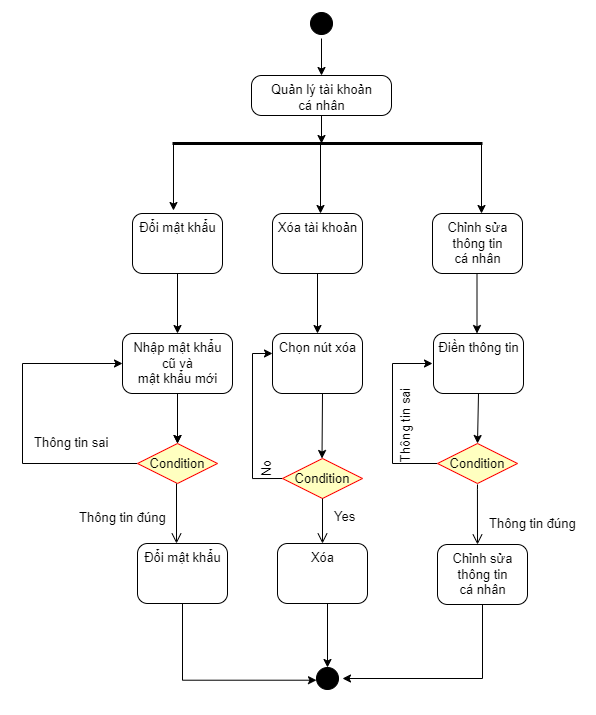 Quản lý tài khoản
cá nhân
Đổi mật khẩu
Xóa tài khoản
Chỉnh sửa
thông tin
cá nhân
Nhập mật khẩu
cũ và
mật khẩu mới
Chọn nút xóa
Điền thông tin
Thông tin sai
No
Thông tin sai
Condition
Condition
Condition
Thông tin đúng
Yes
Thông tin đúng
Đổi mật khẩu
Xóa
Chỉnh sửa
thông tin
cá nhân